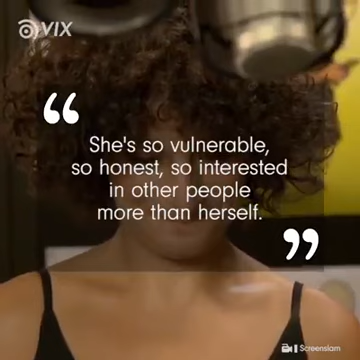 VIX
“
She's so vulnerable,
so honest, so interested
in other people
more than herself.
”
Screenslam